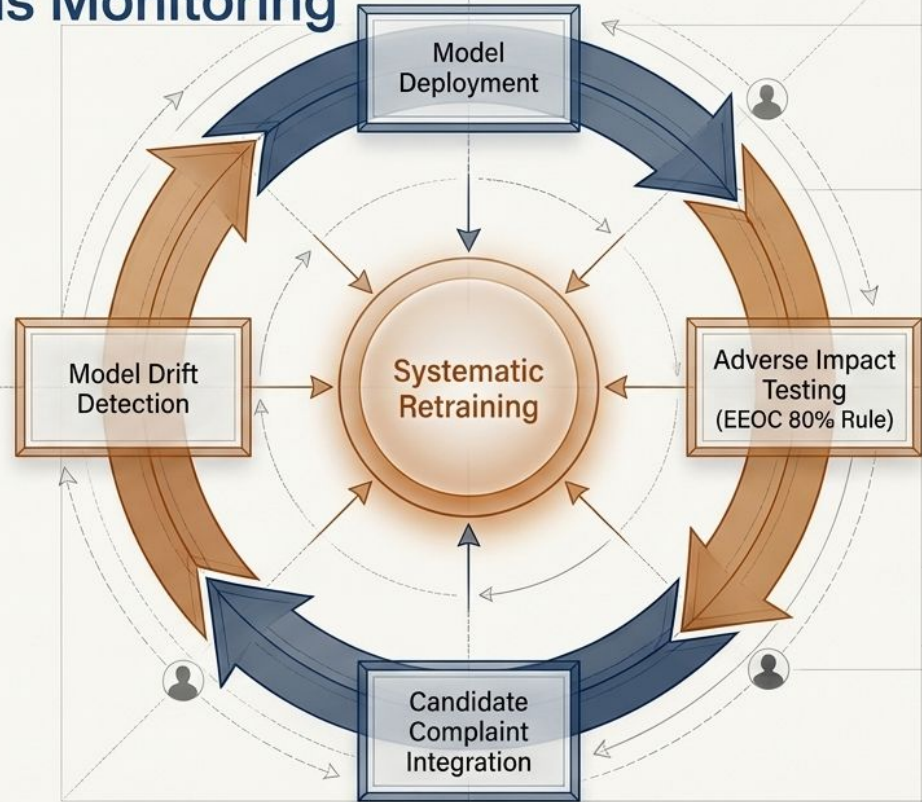 Monitoring
Model
Deployment
Systematic
Retraining
Model Drift
Detection
Adverse Impact
Testing
(EEOC 80% Rule)
Candidate
Complaint
Integration